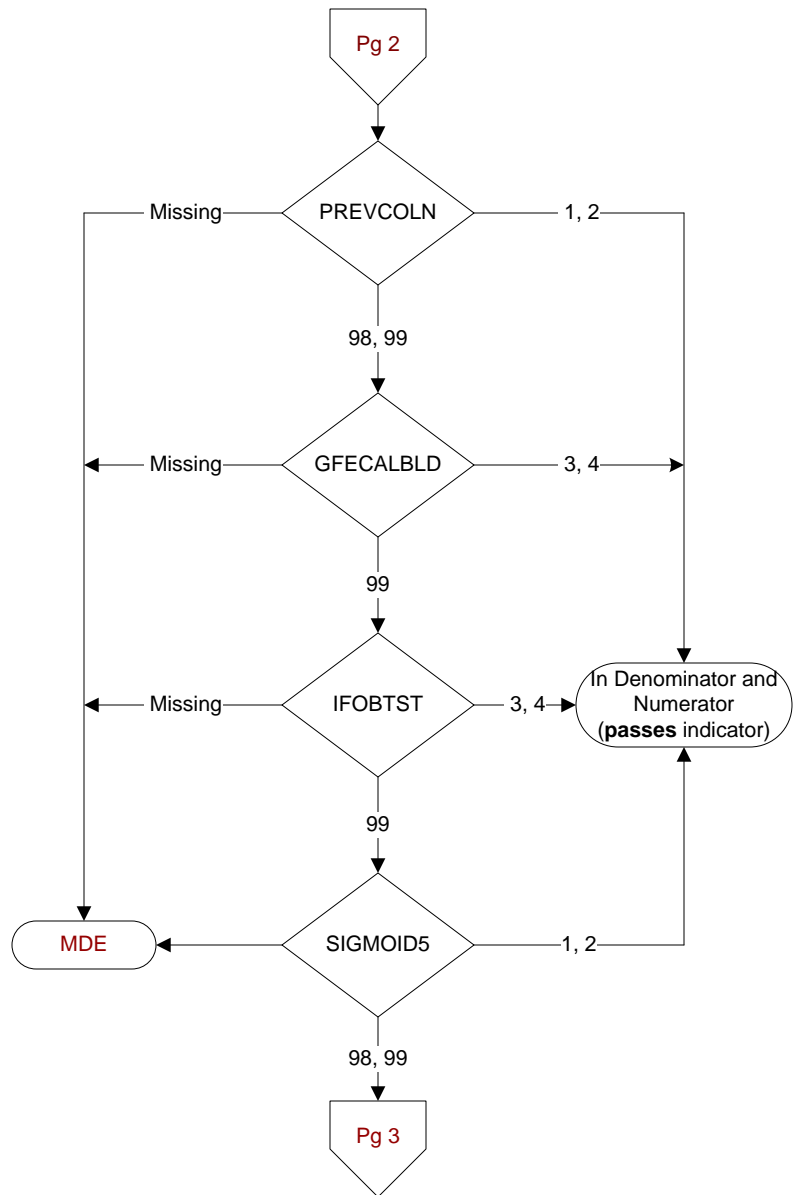 Pg 2
PREVCOLN
Missing
1, 2
98, 99
GFECALBLD
Missing
3, 4
99
IFOBTST
Missing
3, 4
In Denominator and
Numerator
(passes indicator)
99
SIGMOID5
MDE
1, 2
98, 99
Pg 3